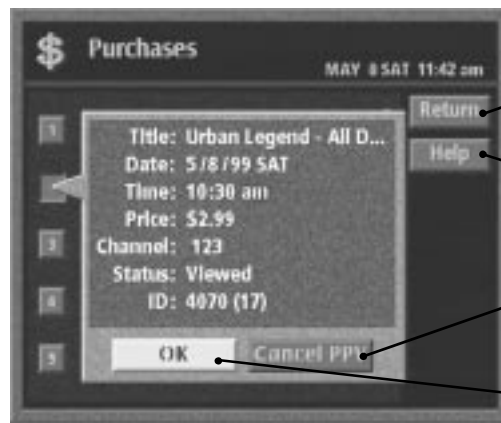 $ Purchases
MAY 8 SAT 11:42 am
Return
Help
1
3
4
5
Title: Urban Legend - All D...
Date: 5/8/99 SAT
Time: 10:30 am
Price: $2.99
Channel: 123
Status: Viewed
ID: 4070 (17)
OK
Cancel PPV